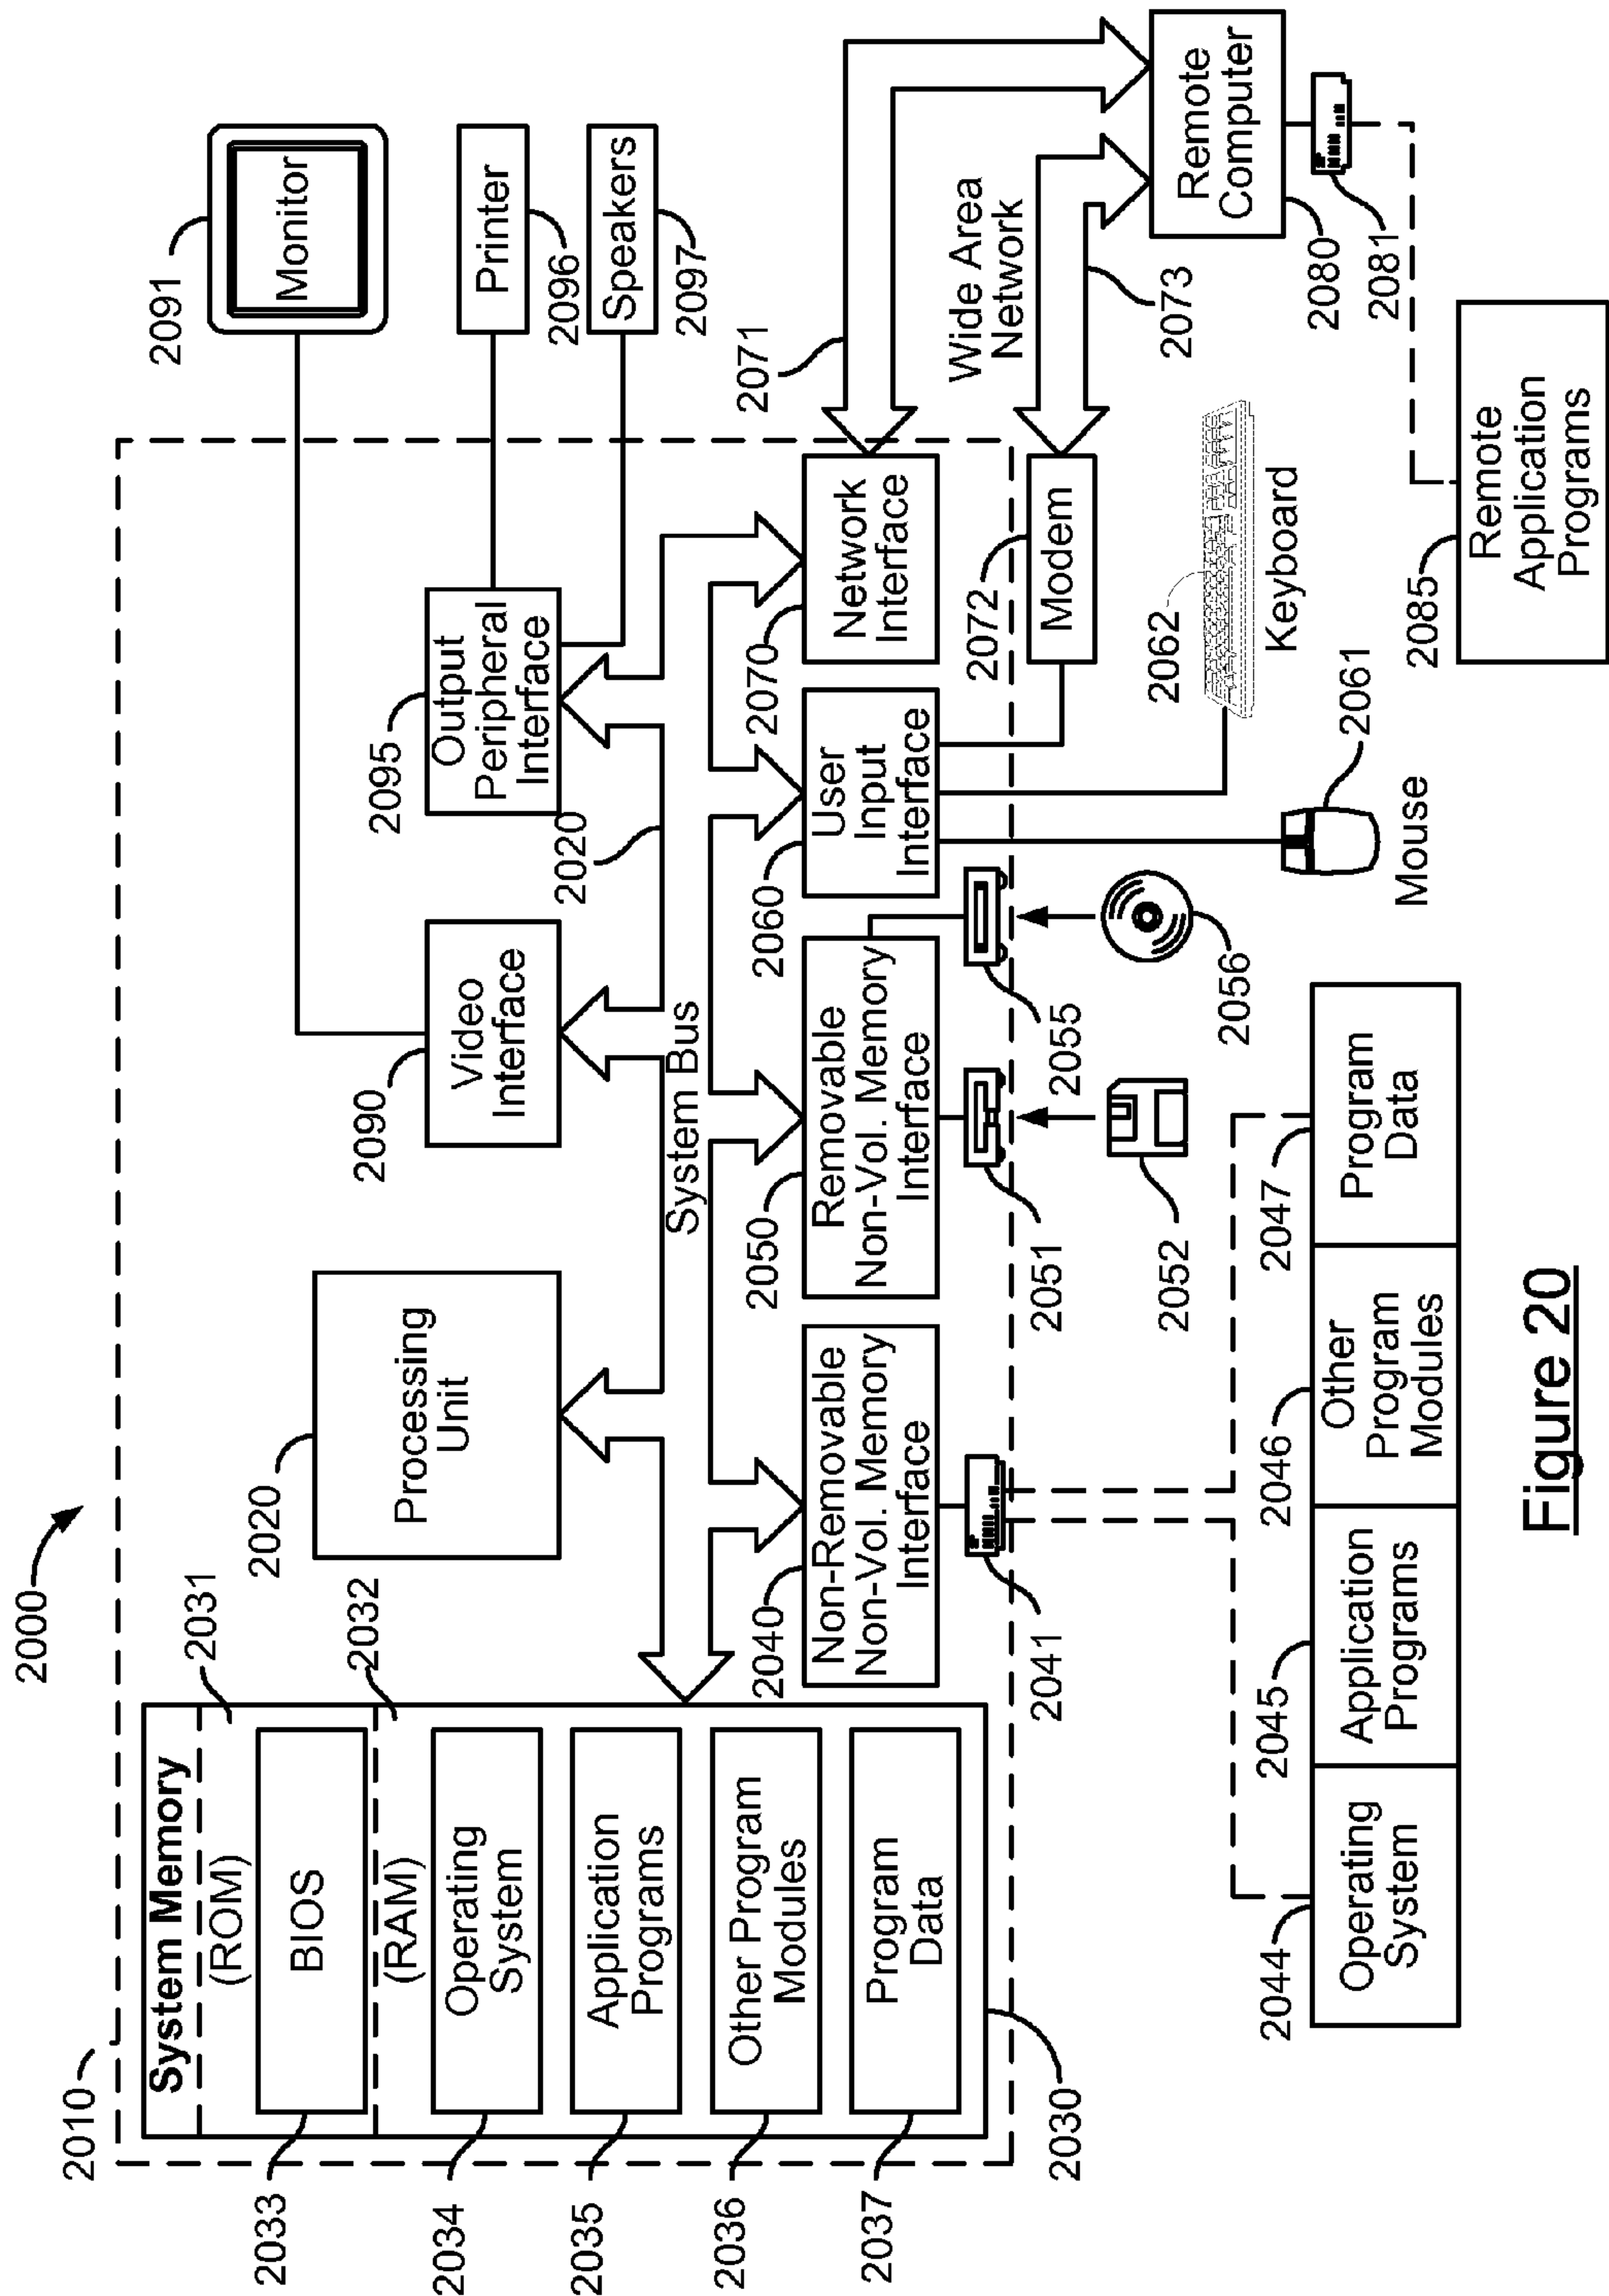 2000
2010
System Memory
(ROM)
2031
BIOS
2033
(RAM)
2032
Operating
System
2034
Application
Programs
2035
Other Program
Modules
2036
Program
Data
2037
2030
2020
Processing
Unit
2090
Video
Interface
2095
Output
Peripheral
Interface
2091
Monitor
Printer
2096
Speakers
2097
2020
System Bus
2040
Non-Removable
Non-Vol. Memory
Interface
2050
Removable
Non-Vol. Memory
Interface
2060
User
Input
Interface
2070
Network
Interface
2071
Wide Area
Network
2072
Modem
2073
Remote
Computer
2080
2081
2041
2051
2055
2052
2056
2062
Keyboard
2061
Mouse
2085
Remote
Application
Programs
2044
Operating
System
2045
Application
Programs
2046
Other
Program
Modules
2047
Program
Data
Figure 20